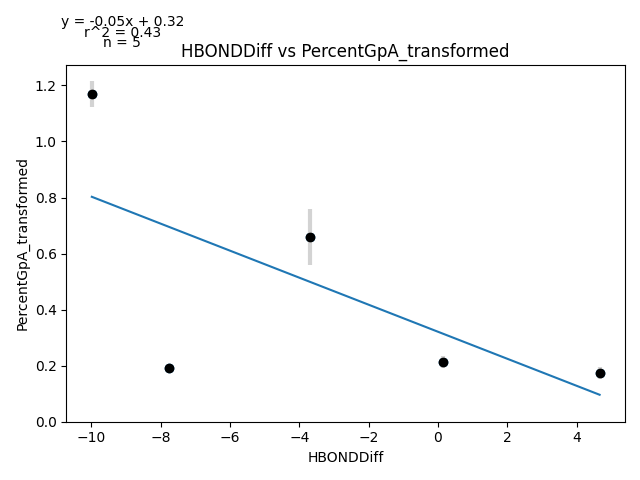 y = -0.05x + 0.32
r^2 = 0.43
n = 5
HBONDDiff vs PercentGpA_transformed
PercentGpA_transformed
1.2
1.0
0.8
0.6
0.4
0.2
0.0
−10
−8
−6
−4
−2
0
2
4
HBONDDiff